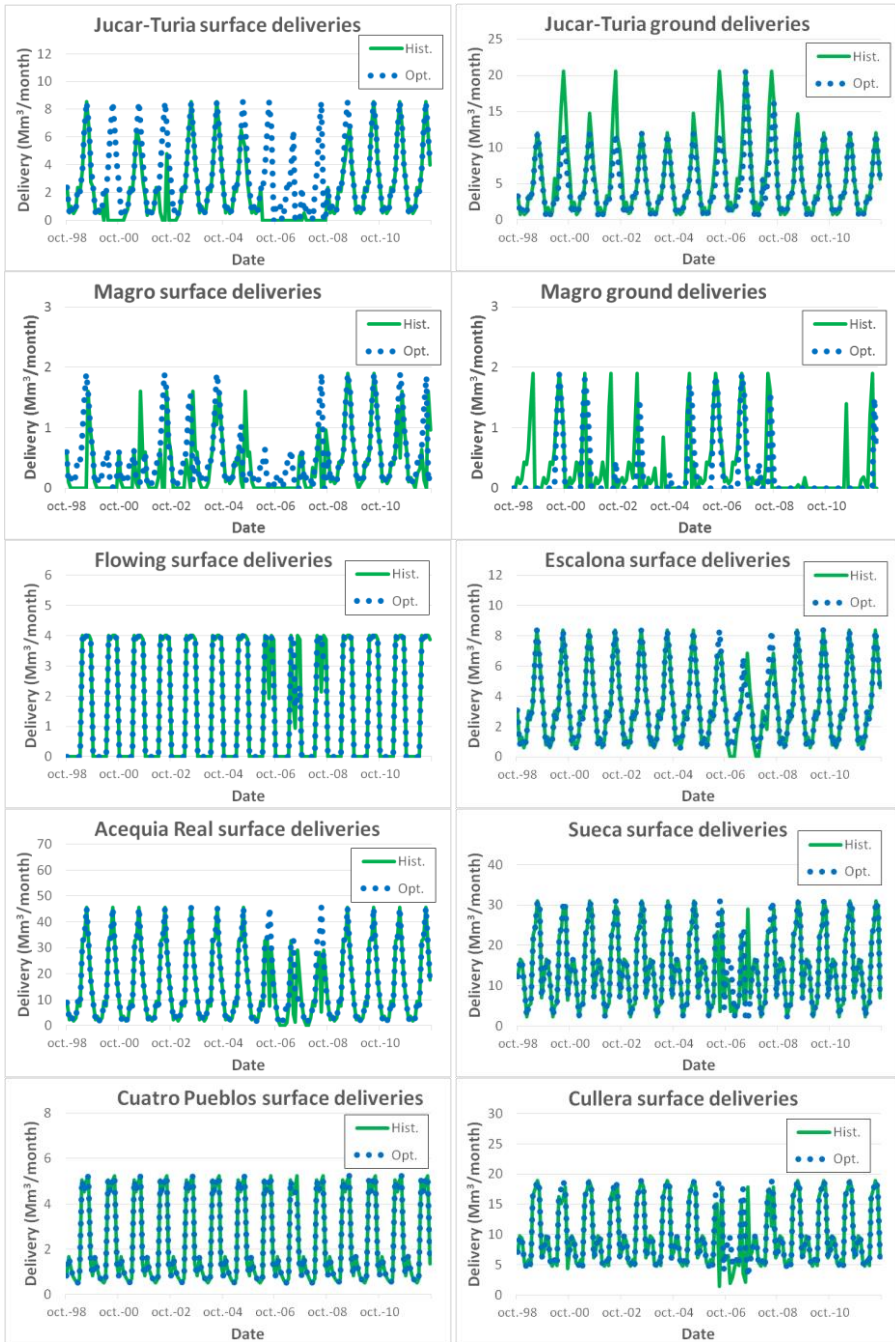 Jucar-Turia surface deliveries
Delivery (Mm³/month)
12
10
8
6
4
2
0
Hist.
Opt.
oct.-98 oct.-00 oct.-02 oct.-04 oct.-06 oct.-08 oct.-10
Date
Jucar-Turia ground deliveries
Delivery (Mm³/month)
25
20
15
10
5
0
Hist.
Opt.
oct.-98 oct.-00 oct.-02 oct.-04 oct.-06 oct.-08 oct.-10
Date
Magro surface deliveries
Delivery (Mm³/month)
3
2
1
0
Hist.
Opt.
oct.-98 oct.-00 oct.-02 oct.-04 oct.-06 oct.-08 oct.-10
Date
Magro ground deliveries
Delivery (Mm³/month)
3
2
1
0
Hist.
Opt.
oct.-98 oct.-00 oct.-02 oct.-04 oct.-06 oct.-08 oct.-10
Date
Flowing surface deliveries
Delivery (Mm³/month)
6
5
4
3
2
1
0
Hist.
Opt.
oct.-98 oct.-00 oct.-02 oct.-04 oct.-06 oct.-08 oct.-10
Date
Escalona surface deliveries
Delivery (Mm³/month)
12
10
8
6
4
2
0
Hist.
Opt.
oct.-98 oct.-00 oct.-02 oct.-04 oct.-06 oct.-08 oct.-10
Date
Acequia Real surface deliveries
Delivery (Mm³/month)
70
60
50
40
30
20
10
0
Hist.
Opt.
oct.-98 oct.-00 oct.-02 oct.-04 oct.-06 oct.-08 oct.-10
Date
Sueca surface deliveries
Delivery (Mm³/month)
40
30
20
10
0
Hist.
Opt.
oct.-98 oct.-00 oct.-02 oct.-04 oct.-06 oct.-08 oct.-10
Date
Cuatro Pueblos surface deliveries
Delivery (Mm³/month)
8
6
4
2
0
Hist.
Opt.
oct.-98 oct.-00 oct.-02 oct.-04 oct.-06 oct.-08 oct.-10
Date
Cullera surface deliveries
Delivery (Mm³/month)
30
25
20
15
10
5
0
Hist.
Opt.
oct.-98 oct.-00 oct.-02 oct.-04 oct.-06 oct.-08 oct.-10
Date